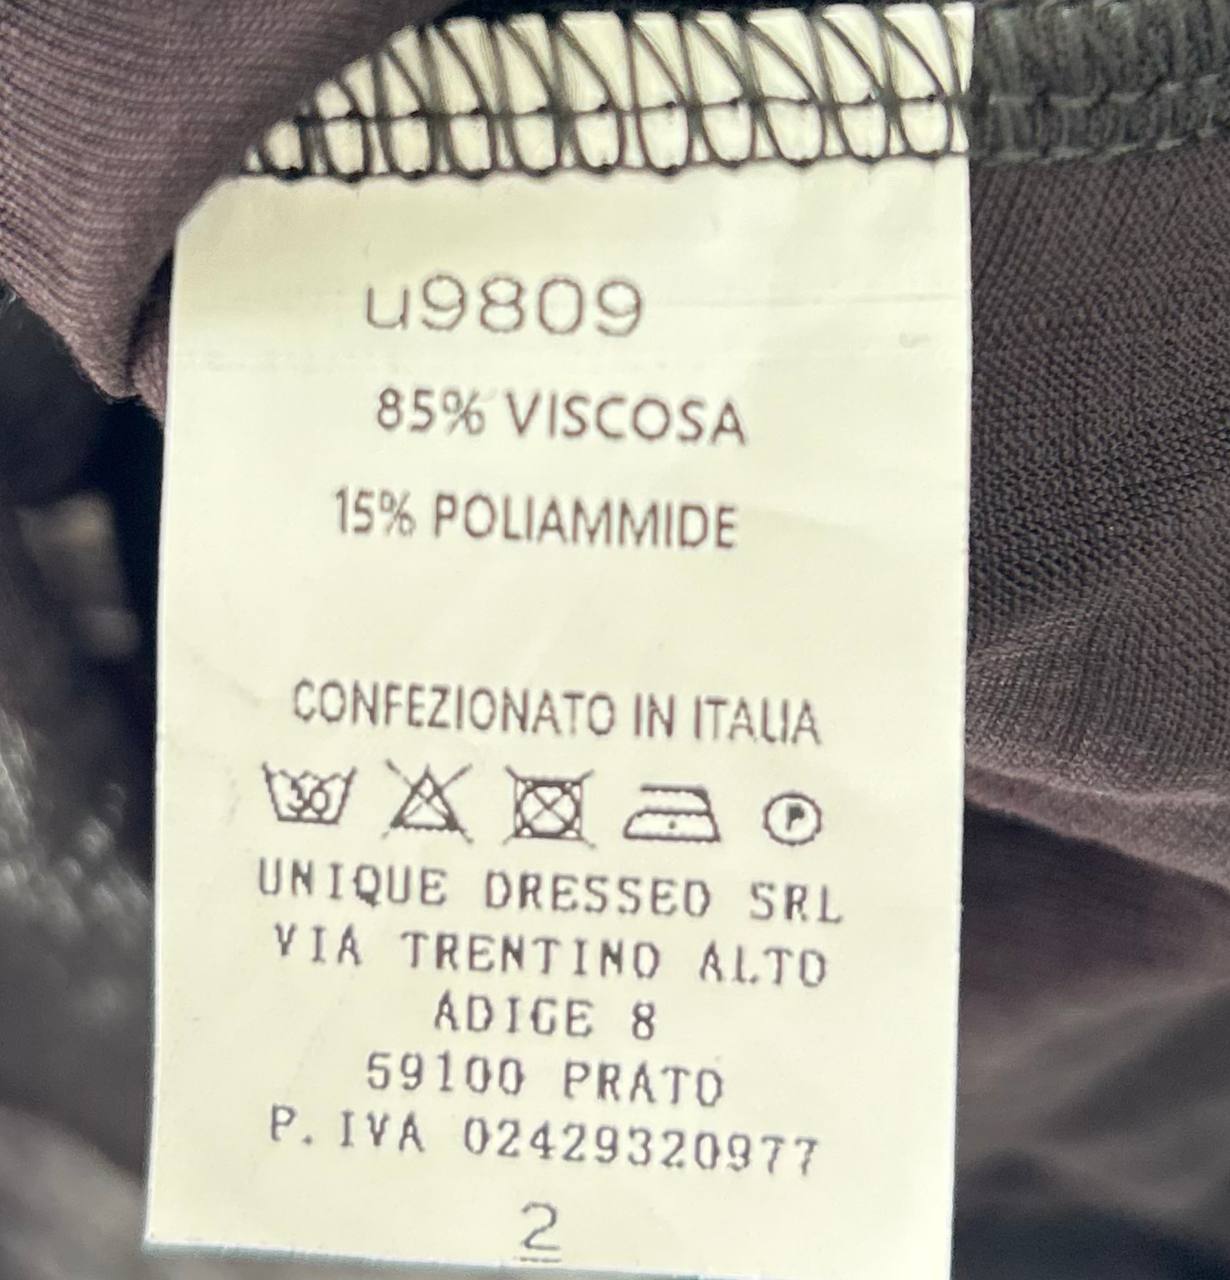 u9809
85% VISCOSA
15% POLIAMMIDE
CONFEZIONATO IN ITALIA
30 P
UNIQUE DRESSED SRL
VIA TRENTINO ALTO
ADIGE 8
59100 PRATO
P. IVA 02429320977
2